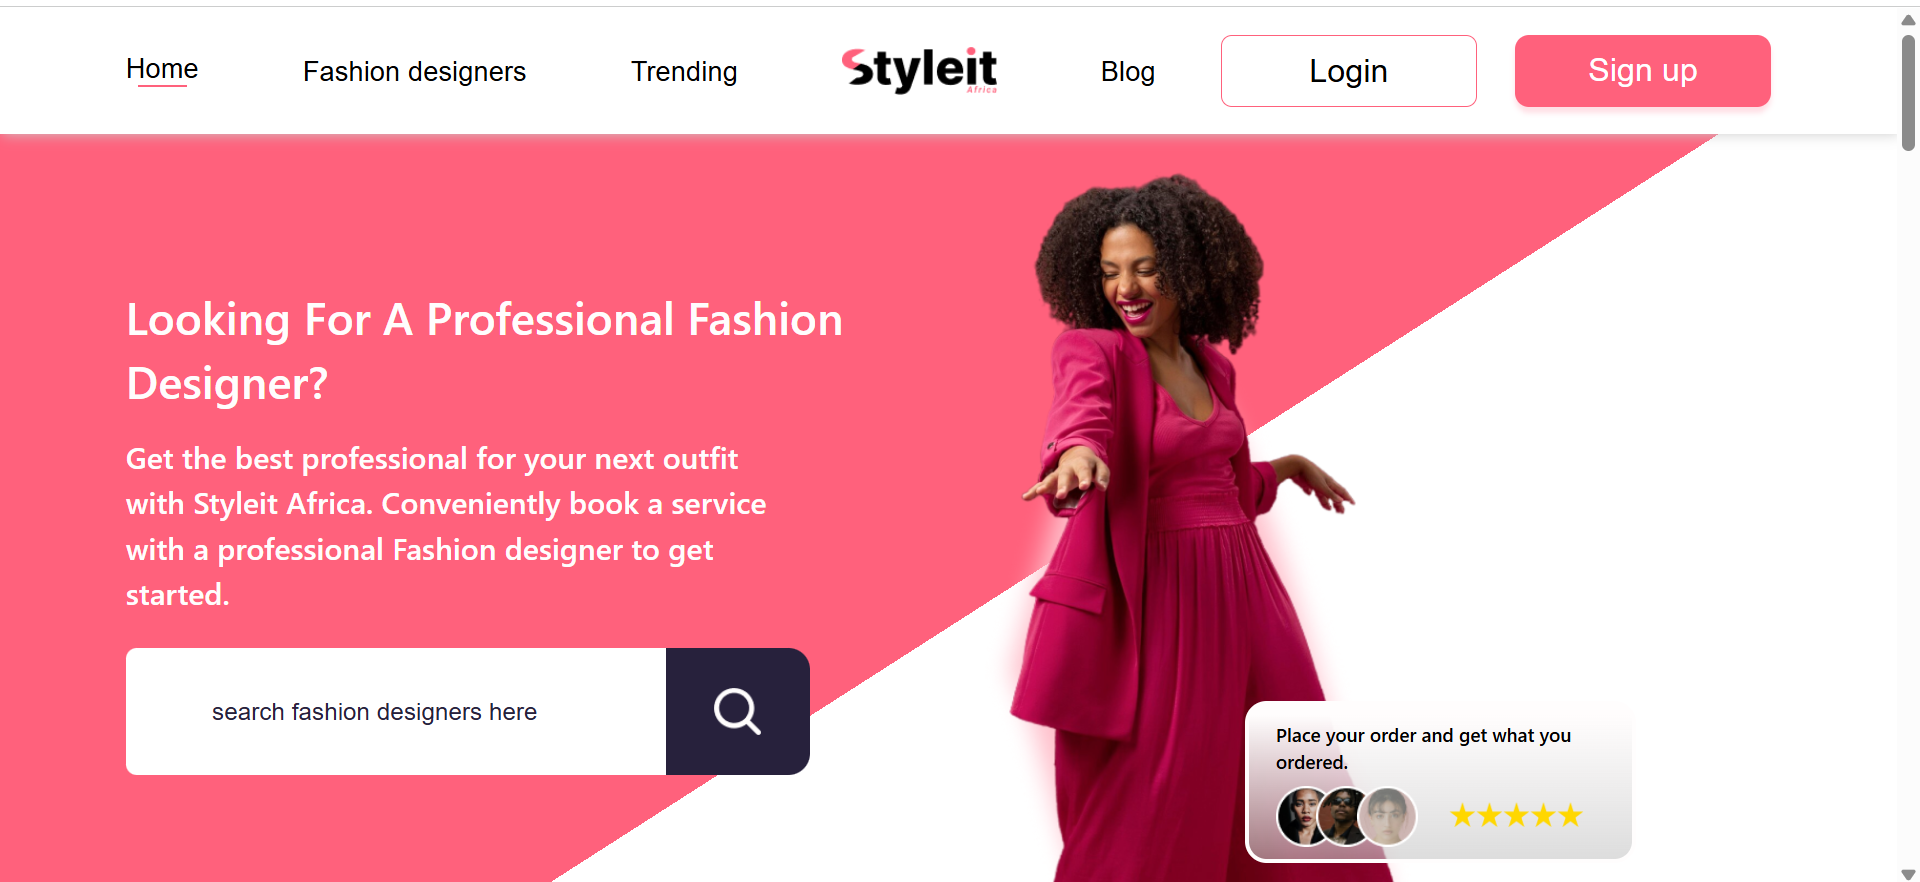 Home
Fashion designers
Trending
Styleit
Africa
Blog
Login
Sign up
Looking For A Professional Fashion
Designer?
Get the best professional for your next outfit
with Styleit Africa. Conveniently book a service
with a professional Fashion designer to get
started.
search fashion designers here
Place your order and get what you
ordered.